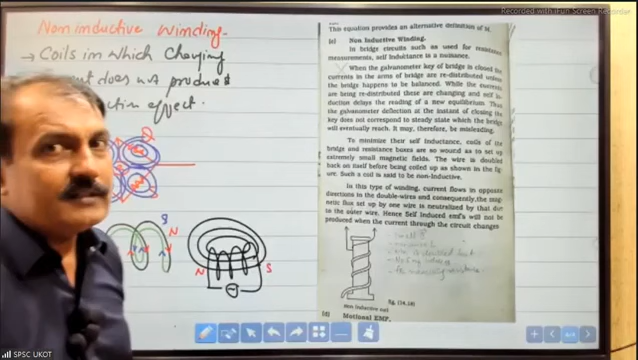 Recorded with iFun Screen Recorder
Non inductive winding.
→ Coils in which Changing
does not produce
effect.
N
S
N
S
This equation provides an alternative definition of M.
(c) Non Inductive Winding.
In bridge circuits such as used for resistance
measurements, self inductance is a nuisance.
When the galvanometer key of bridge is closed the
currents in the arms of bridge are re-distributed unless
the bridge happens to be balanced. While the currents
are being re-distributed these are changing and self in-
duction delays the reading of a new equilibrium. Thus
the galvanometer deflection at the instant of closing the
key does not correspond to steady state which the bridge
will eventually reach. It may, therefore, be misleading.
To minimise their self inductance, coils of the
bridge and resistance boxes are so wound as to set up
extremely small magnetic fields. The wire is doubled
back on itself before being coiled up as shown in the fig-
ure. Such a coil is said to be non-inductive.
In this type of winding, current flows in opposite
directions in the double-wires and consequently the mag-
netic flux set up by one wire is neutralized by that due
to the outer wire. Hence Self induced emf's will not be
produced when the current through the circuit changes
Non inductive coil
Fig. (14.18)
(d) Motional EMF.
SPSC UKOT